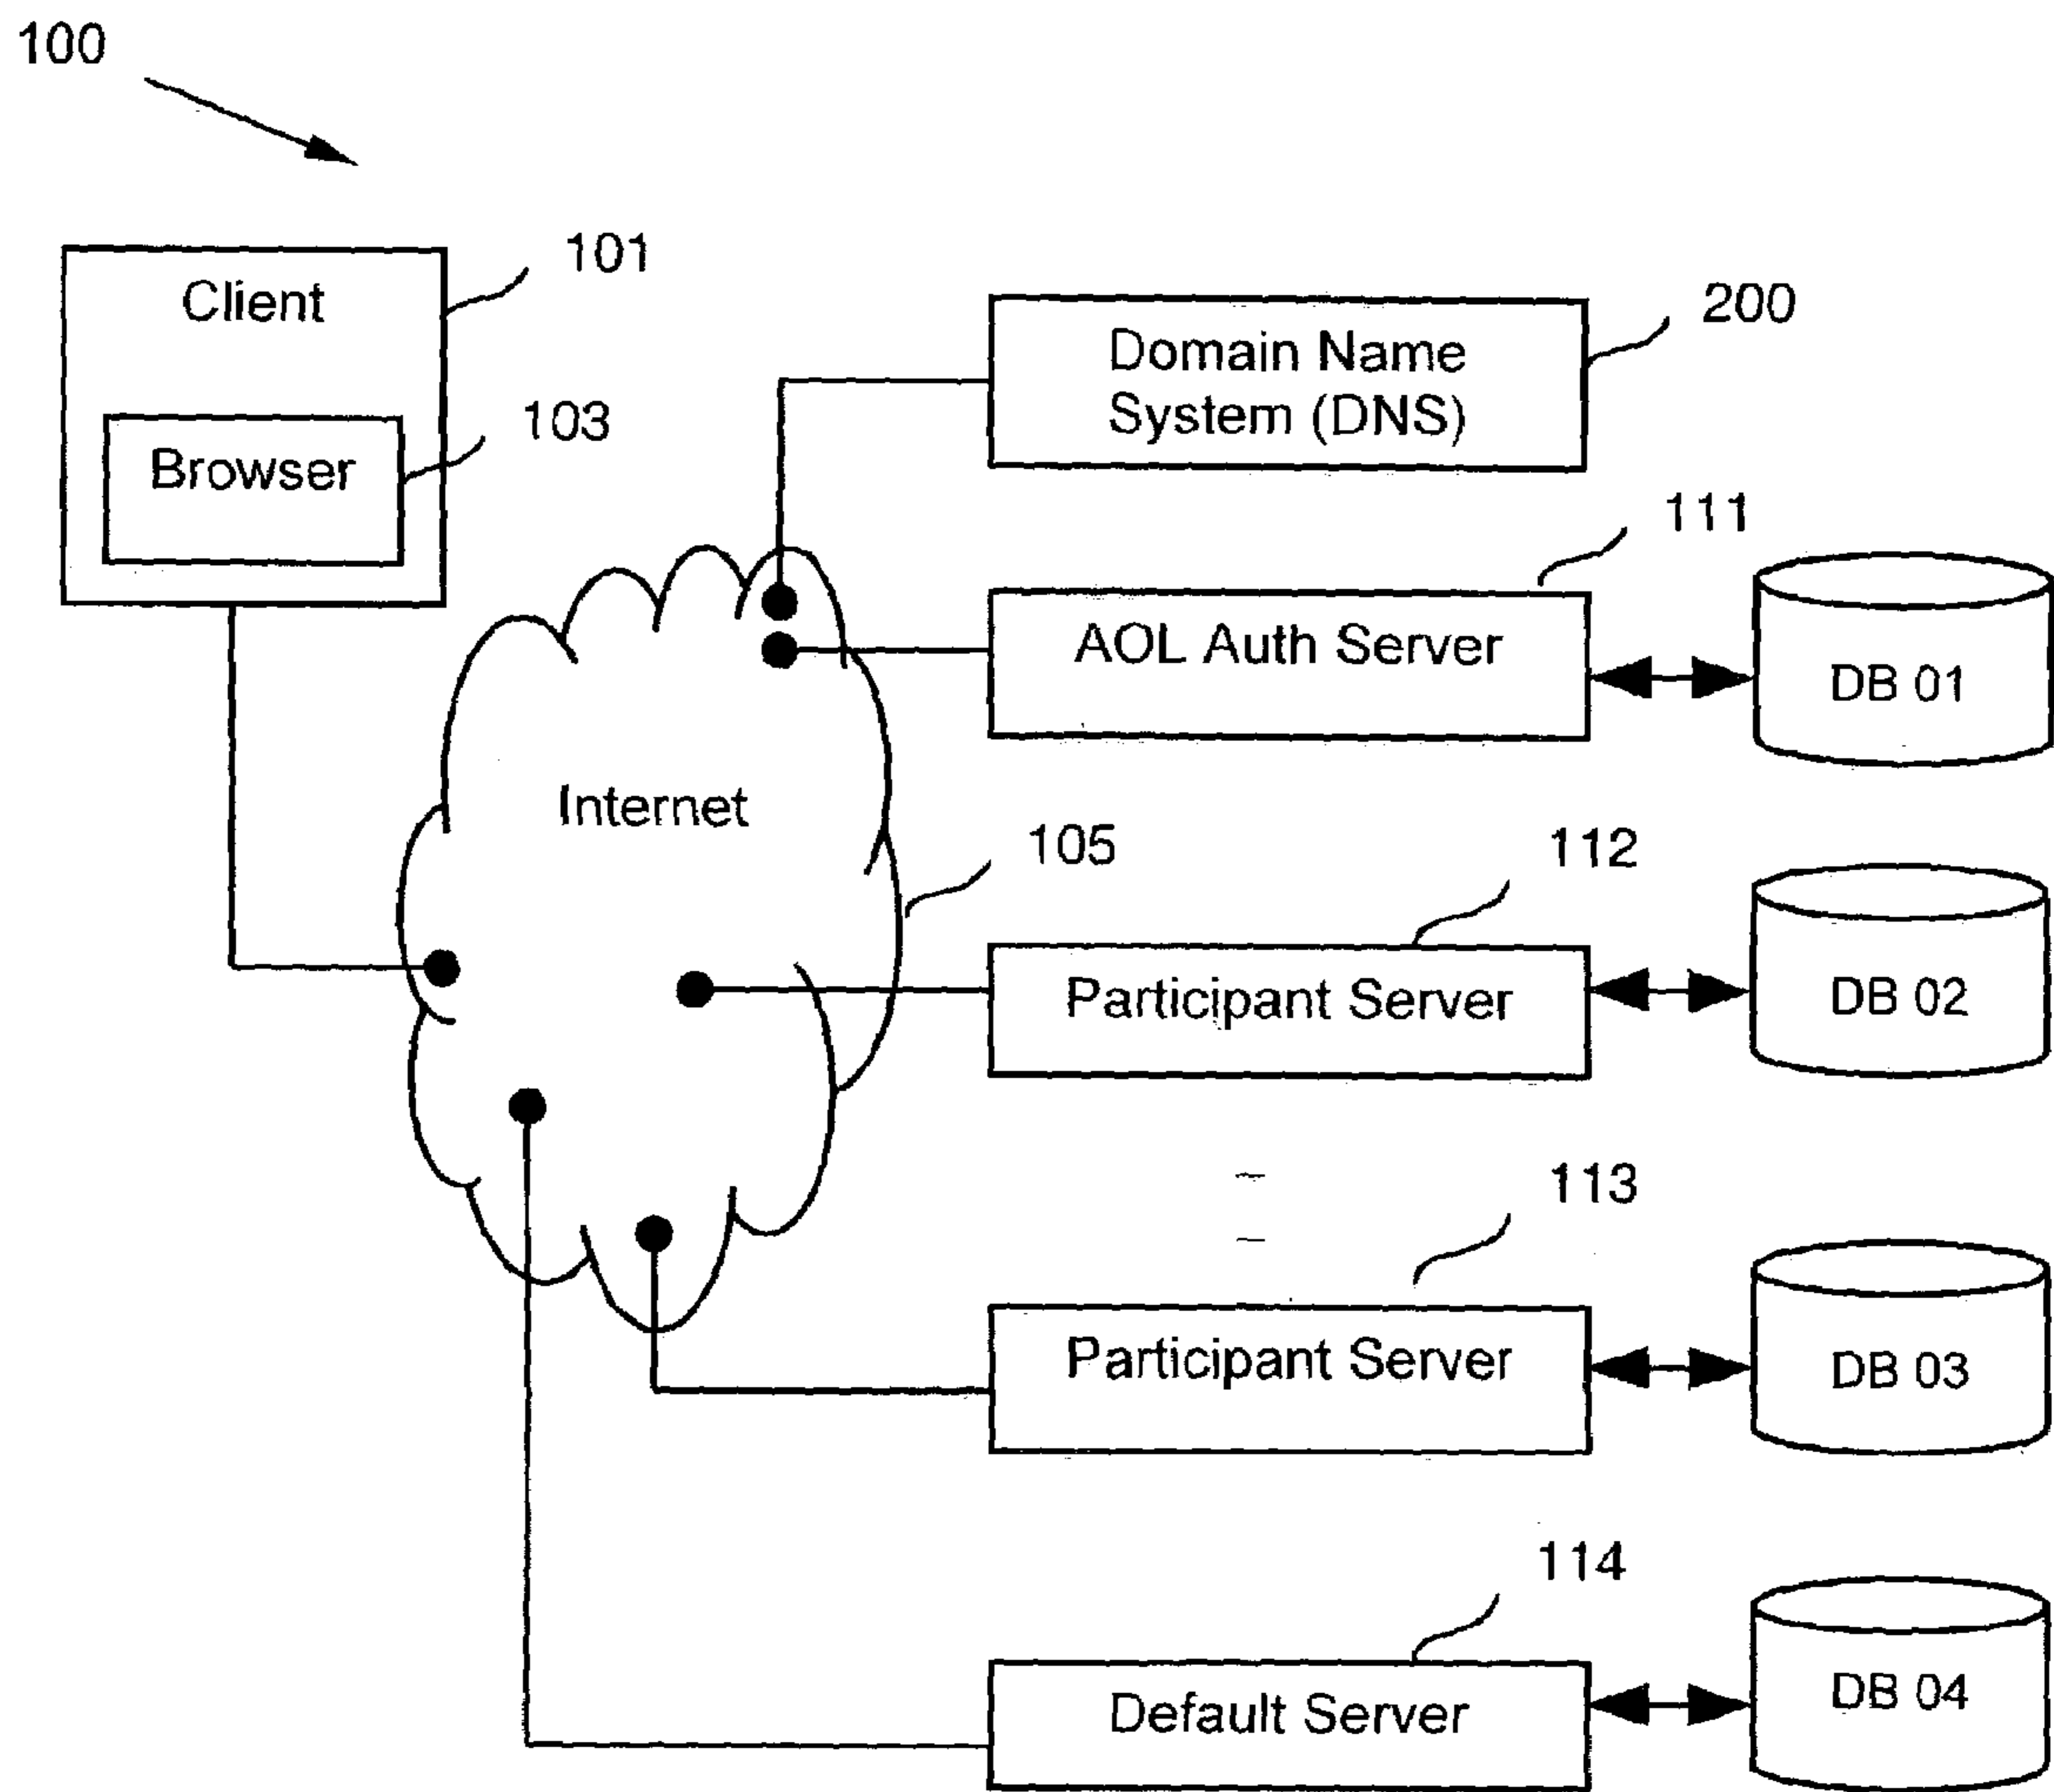 100
101
Client
200
Domain Name
System (DNS)
103
Browser
111
AOL Auth Server
DB 01
Internet
105
112
Participant Server
DB 02
113
Participant Server
DB 03
114
Default Server
DB 04